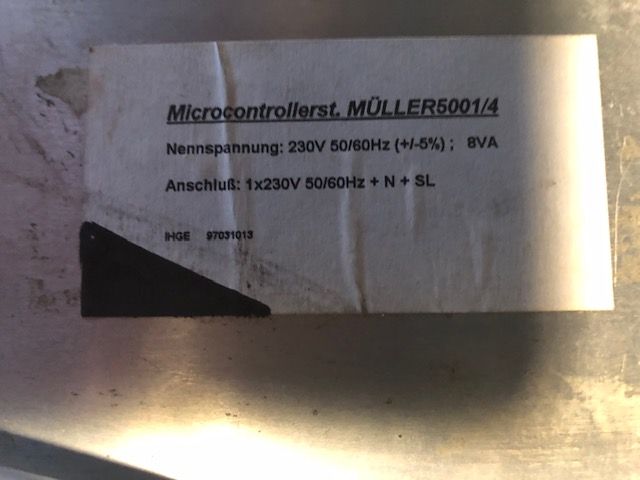 Microcontrollerst. MÜLLER5001/4
Nennspannung: 230V 50/60Hz (+/-5%) ; 8VA
Anschluß: 1x230V 50/60Hz + N + SL
IHGE 97031013